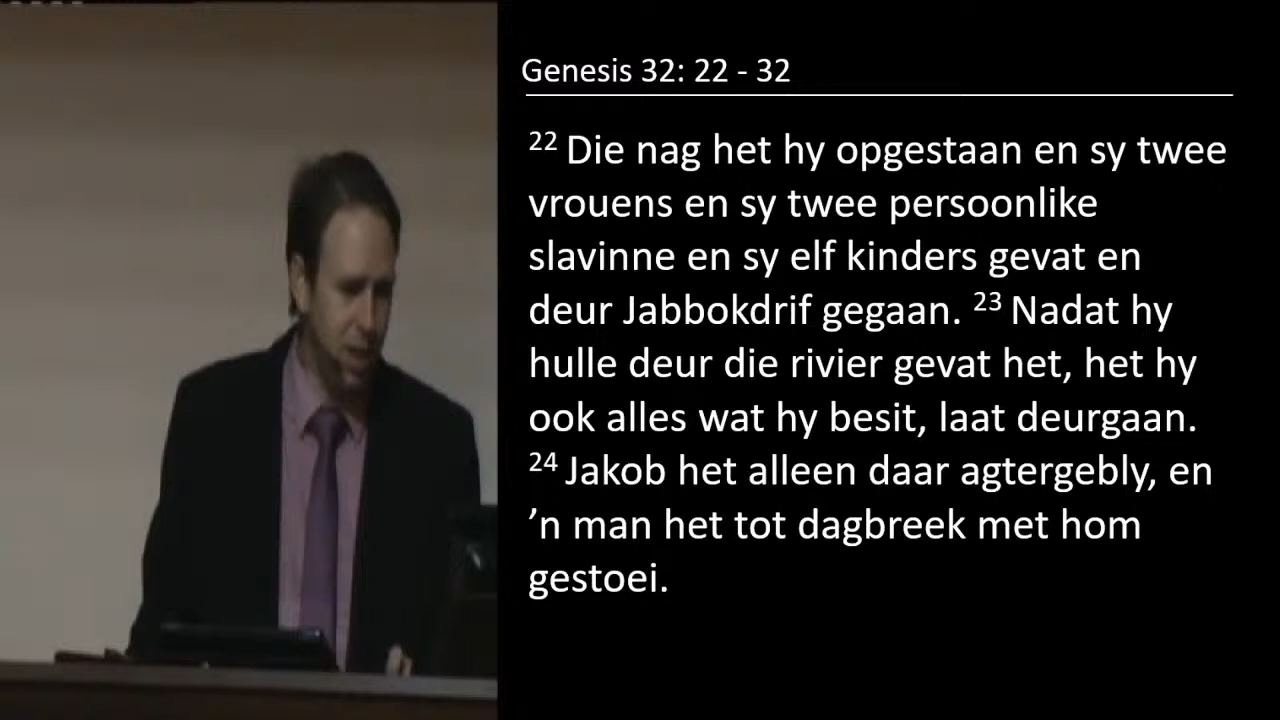 Genesis 32: 22 - 32
22 Die nag het hy opgestaan en sy twee
vrouens en sy twee persoonlike
slavinne en sy elf kinders gevat en
deur Jabbokdrif gegaan. 23 Nadat hy
hulle deur die rivier gevat het, het hy
ook alles wat hy besit, laat deurgaan.
24 Jakob het alleen daar agtergebly, en
’n man het tot dagbreek met hom
gestoei.